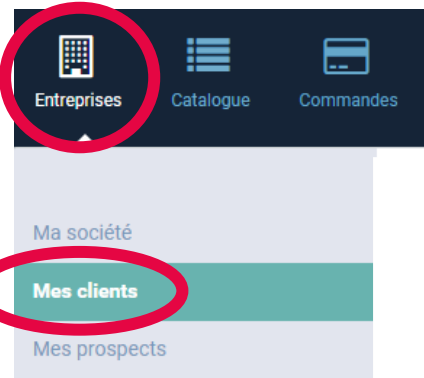 Entreprises Catalogue Commandes
Ma société
Mes clients
Mes prospects